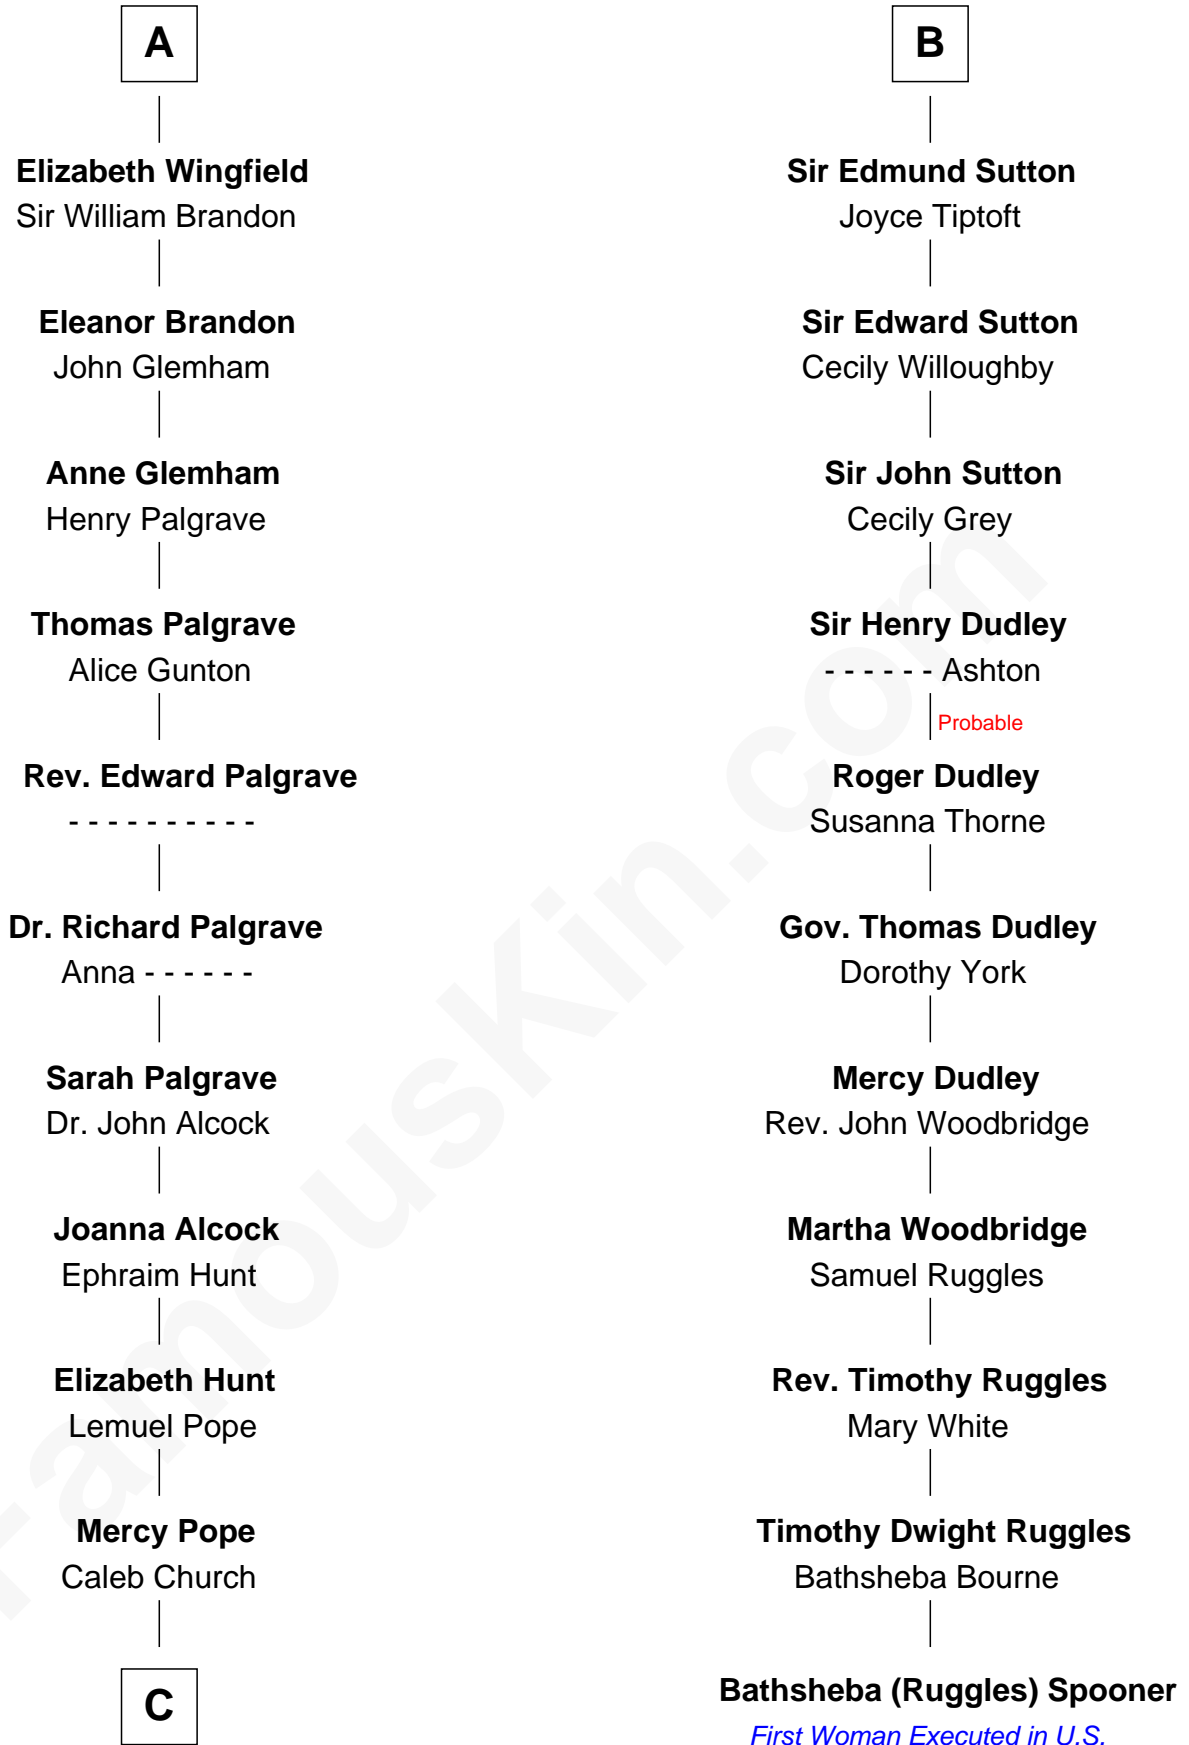 A
Elizabeth Wingfield
Sir William Brandon
Eleanor Brandon
John Glemham
Anne Glemham
Henry Palgrave
Thomas Palgrave
Alice Gunton
Rev. Edward Palgrave
- - - - - - - - - -
Dr. Richard Palgrave
Anna - - - - - -
Sarah Palgrave
Dr. John Alcock
Joanna Alcock
Ephraim Hunt
Elizabeth Hunt
Lemuel Pope
Mercy Pope
Caleb Church
C
B
Sir Edmund Sutton
Joyce Tiptoft
Sir Edward Sutton
Cecily Willoughby
Sir John Sutton
Cecily Grey
Sir Henry Dudley
- - - - - - Ashton
Probable
Roger Dudley
Susanna Thorne
Gov. Thomas Dudley
Dorothy York
Mercy Dudley
Rev. John Woodbridge
Martha Woodbridge
Samuel Ruggles
Rev. Timothy Ruggles
Mary White
Timothy Dwight Ruggles
Bathsheba Bourne
Bathsheba (Ruggles) Spooner
First Woman Executed in U.S.
FamousKin.com